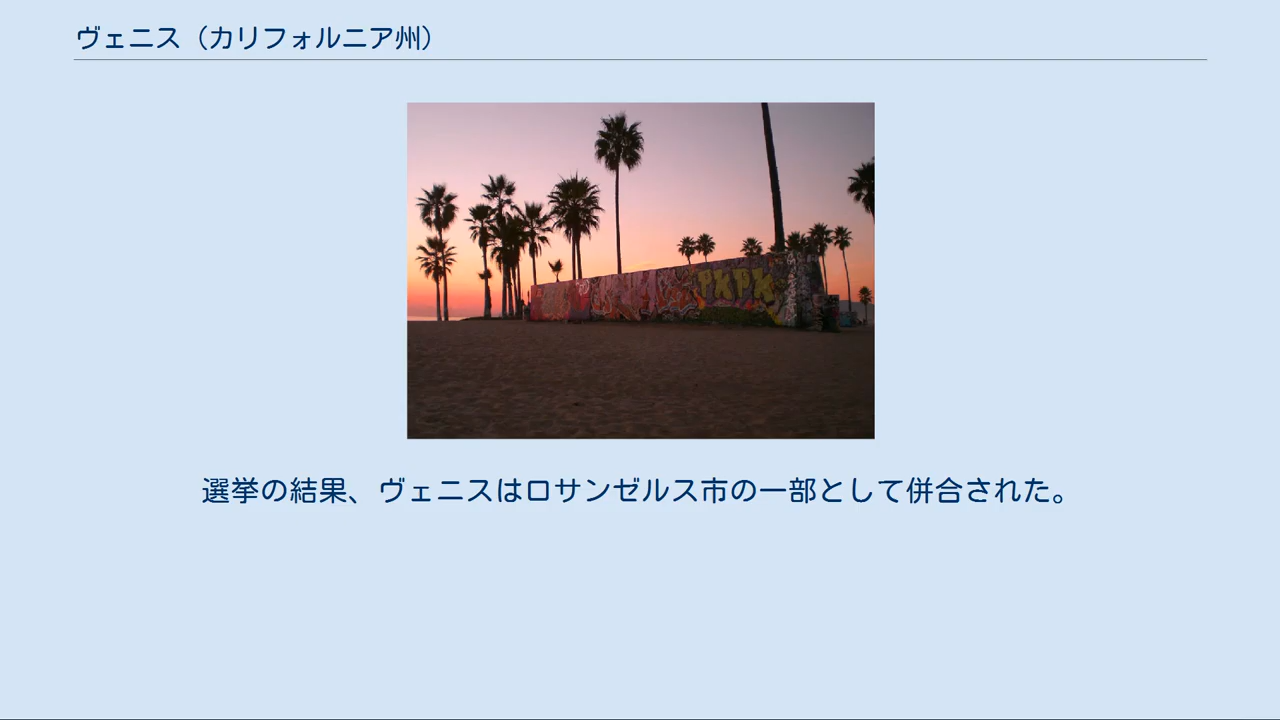 ヴェニス（カリフォルニア州）
PKPK
選挙の結果、ヴェニスはロサンゼルス市の一部として併合された。